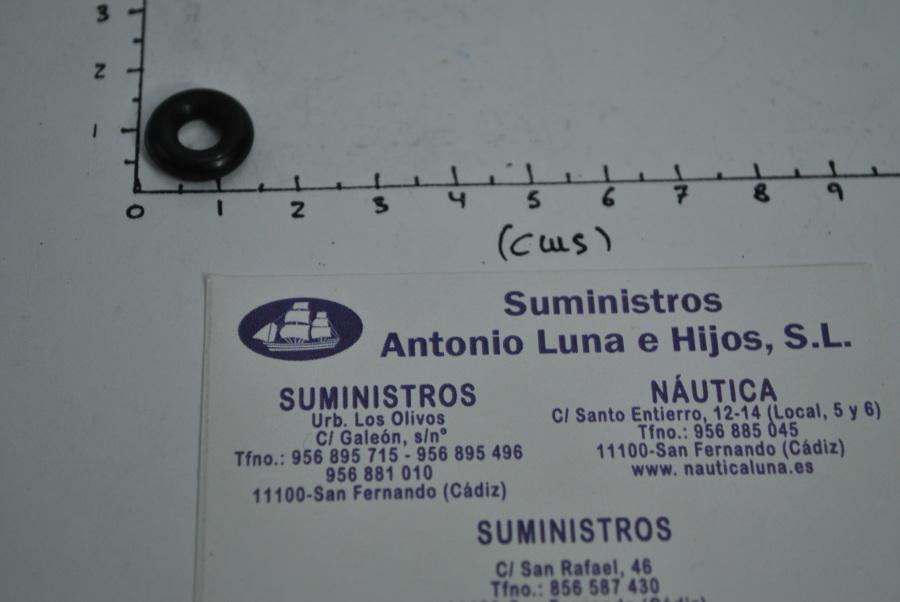 3
2
1
0 1 2 3 4 5 6 7 8 9
(cms)
Suministros
Antonio Luna e Hijos, S.L.
SUMINISTROS
Urb. Los Olivos
C/ Galeón, s/nº
Tfno.: 956 895 715 - 956 895 496
956 881 010
11100-San Fernando (Cádiz)
NÁUTICA
C/ Santo Entierro, 12-14 (Local, 5 y 6)
Tfno.: 956 885 045
11100-San Fernando (Cádiz)
www. nauticaluna.es
SUMINISTROS
C/ San Rafael, 46
Tfno.: 856 587 430